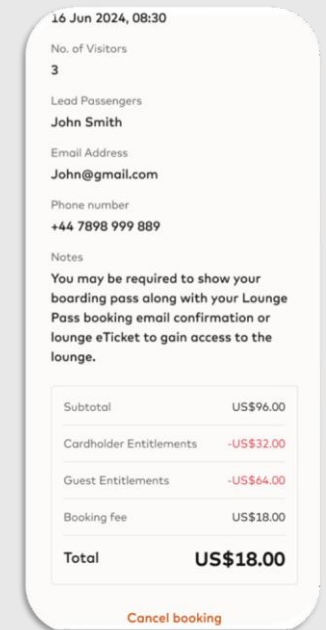 16 Jun 2024, 08:30
No. of Visitors
3
Lead Passengers
John Smith
Email Address
John@gmail.com
Phone number
+44 7898 999 889
Notes
You may be required to show your
boarding pass along with your Lounge
Pass booking email confirmation or
lounge eTicket to gain access to the
lounge.
Subtotal US$96.00
Cardholder Entitlements -US$32.00
Guest Entitlements -US$64.00
Booking fee US$18.00
Total US$18.00
Cancel booking